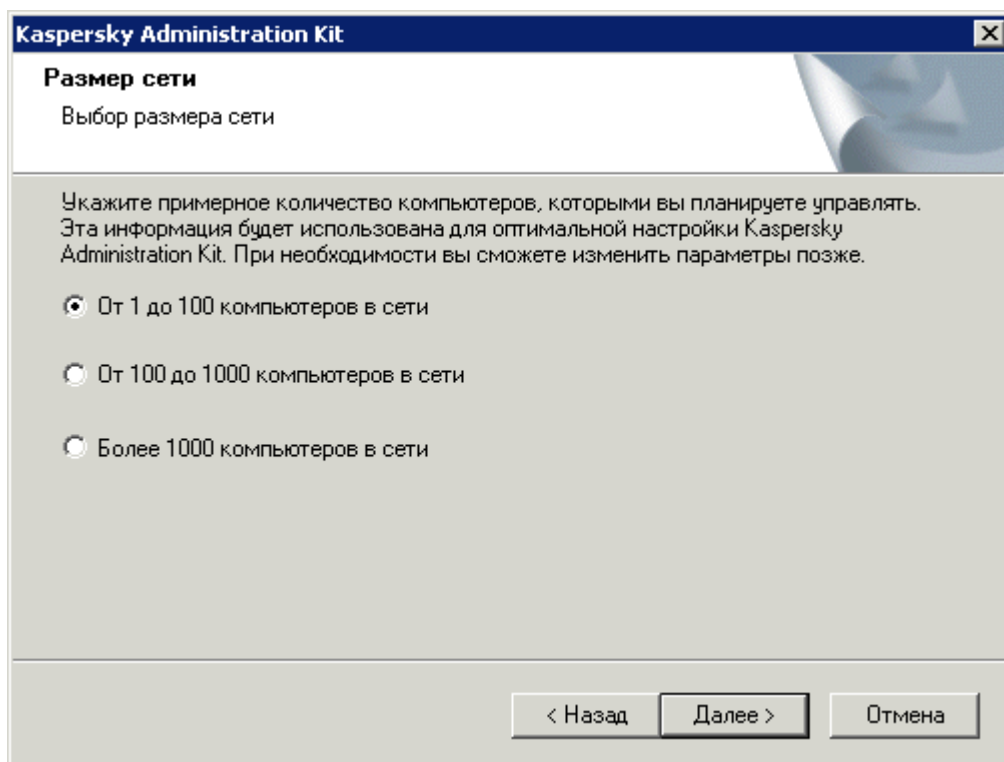 Kaspersky Administration Kit
Размер сети
Выбор размера сети
Укажите примерное количество компьютеров, которыми вы планируете управлять.
Эта информация будет использована для оптимальной настройки Kaspersky
Administration Kit. При необходимости вы сможете изменить параметры позже.
От 1 до 100 компьютеров в сети
От 100 до 1000 компьютеров в сети
Более 1000 компьютеров в сети
< Назад
Далее >
Отмена